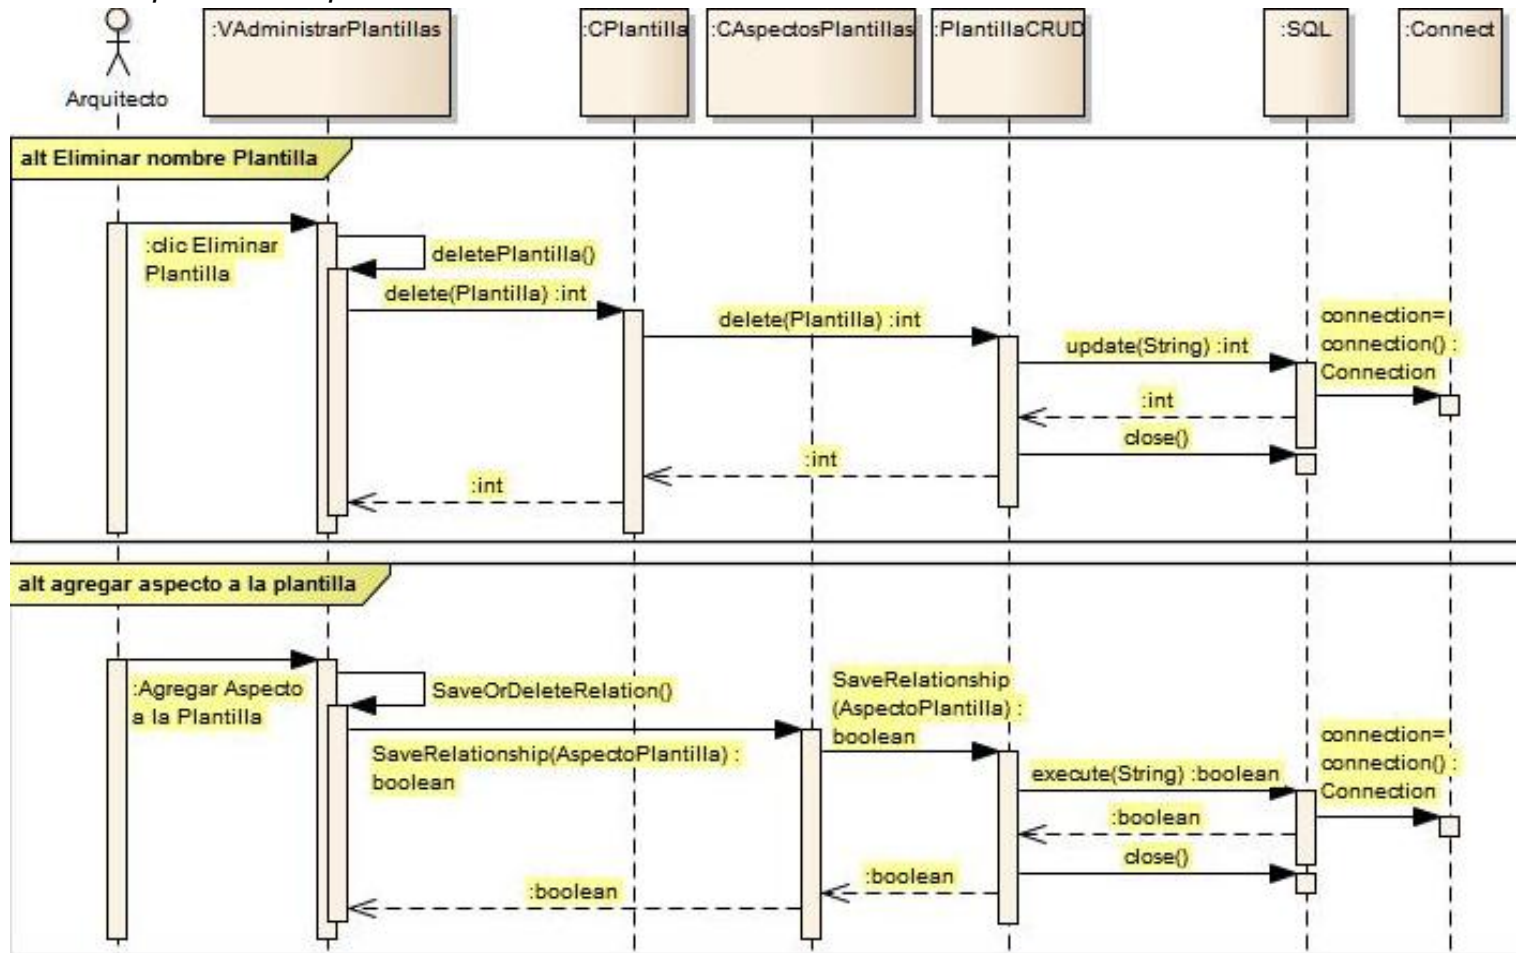 :VAdministrarPlantillas
:CPlantilla
:CAspectosPlantillas
:PlantillaCRUD
:SQL
:Connect
Arquitecto
alt Eliminar nombre Plantilla
:clic Eliminar
Plantilla
deletePlantilla()
delete(Plantilla) :int
delete(Plantilla) :int
update(String) :int
connection=
connection() :
Connection
:int
close()
:int
:int
alt agregar aspecto a la plantilla
:Agregar Aspecto
a la Plantilla
SaveOrDeleteRelation()
SaveRelationship(AspectoPlantilla) :
boolean
SaveRelationship
(AspectoPlantilla) :
boolean
execute(String) :boolean
connection=
connection() :
Connection
:boolean
close()
:boolean
:boolean